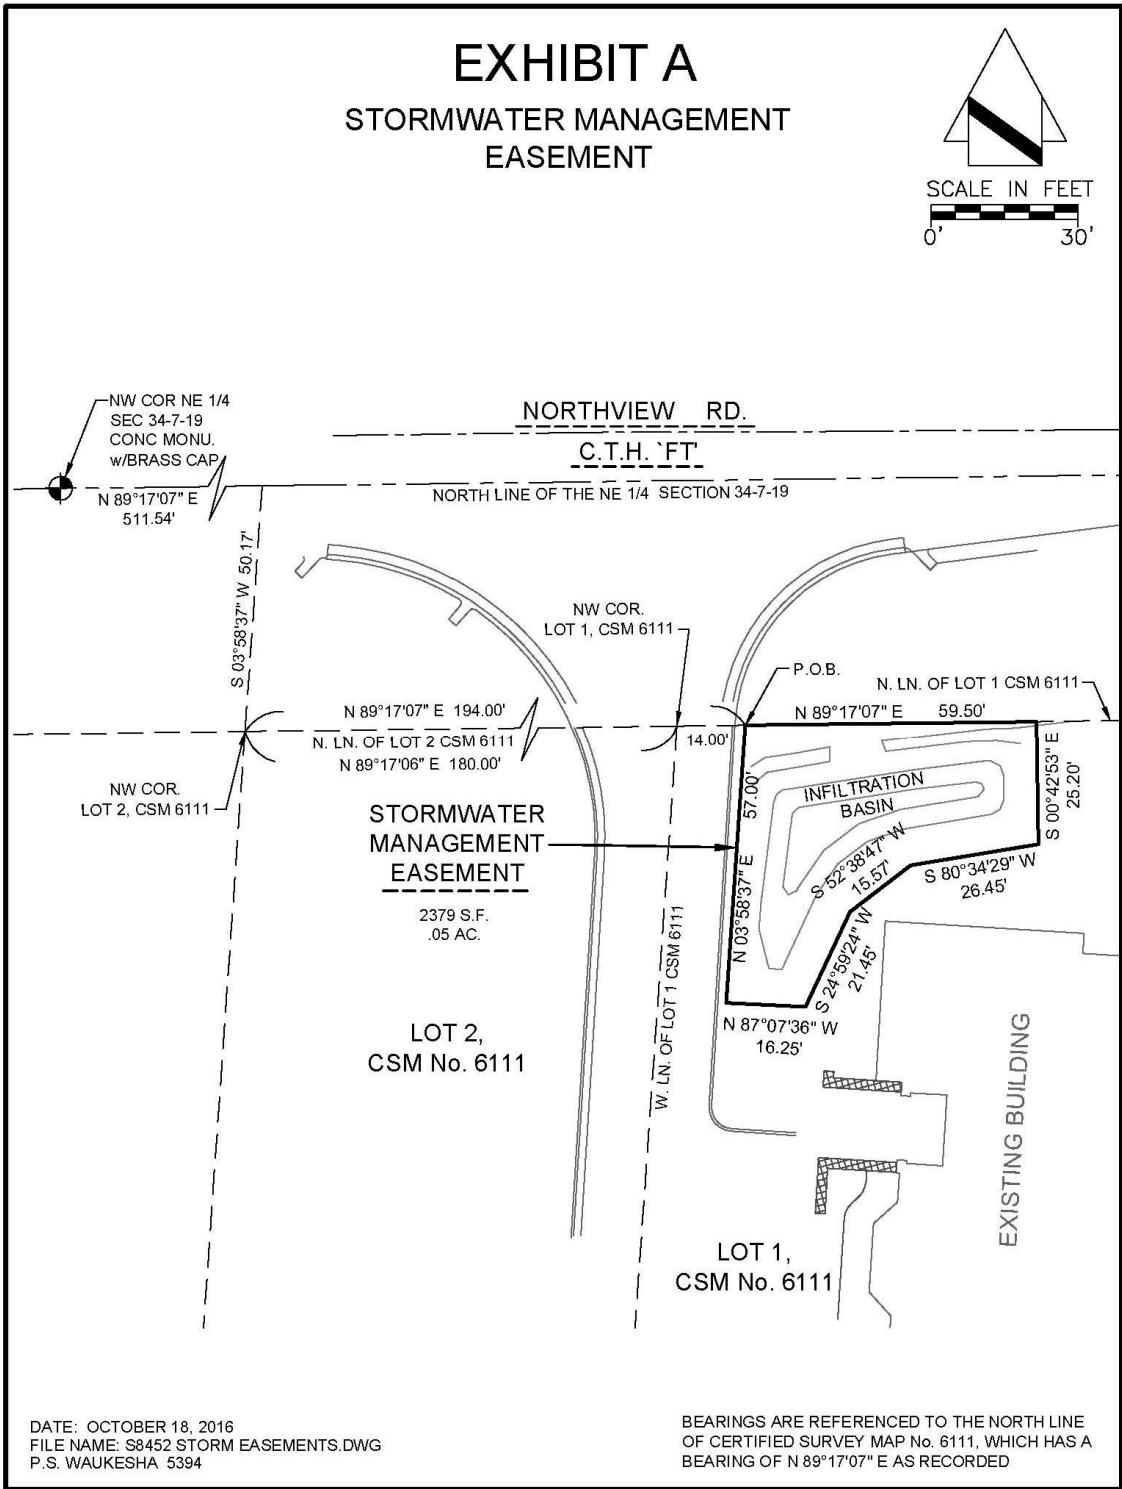 EXHIBIT A
STORMWATER MANAGEMENT
EASEMENT
SCALE IN FEET
0' 30'
NW COR NE 1/4
SEC 34-7-19
CONC MONU.
w/BRASS CAP
N 89°17'07" E
511.54'
NORTHVIEW RD.
C.T.H. `FT'
NORTH LINE OF THE NE 1/4 SECTION 34-7-19
S 03°58'37" W 50.17'
NW COR.
LOT 1, CSM 6111
P.O.B.
N. LN. OF LOT 1 CSM 6111
N 89°17'07" E 194.00'
N. LN. OF LOT 2 CSM 6111
N 89°17'06" E 180.00'
14.00'
N 89°17'07" E 59.50'
NW COR.
LOT 2, CSM 6111
STORMWATER
MANAGEMENT
EASEMENT
2379 S.F.
.05 AC.
N 03°58'37" E 57.00'
INFILTRATION
BASIN
S 00°42'53" E
25.20'
S 52°38'47" W
15.57'
S 80°34'29" W
26.45'
S 24°59'24" W
21.45'
N 87°07'36" W
16.25'
W. LN. OF LOT 1 CSM 6111
LOT 2,
CSM No. 6111
EXISTING BUILDING
LOT 1,
CSM No. 6111
DATE: OCTOBER 18, 2016
FILE NAME: S8452 STORM EASEMENTS.DWG
P.S. WAUKESHA 5394
BEARINGS ARE REFERENCED TO THE NORTH LINE
OF CERTIFIED SURVEY MAP No. 6111, WHICH HAS A
BEARING OF N 89°17'07" E AS RECORDED